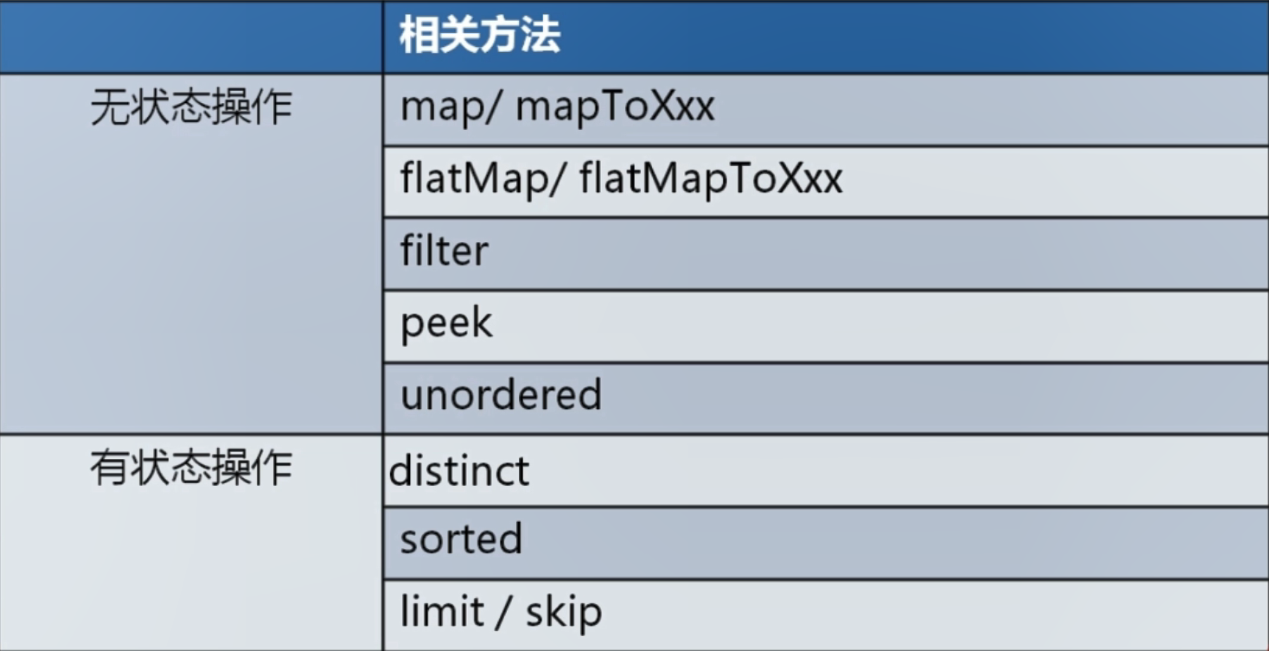 相关方法
无状态操作
map/ mapToXxx
flatMap/ flatMapToXxx
filter
peek
unordered
有状态操作
distinct
sorted
limit / skip